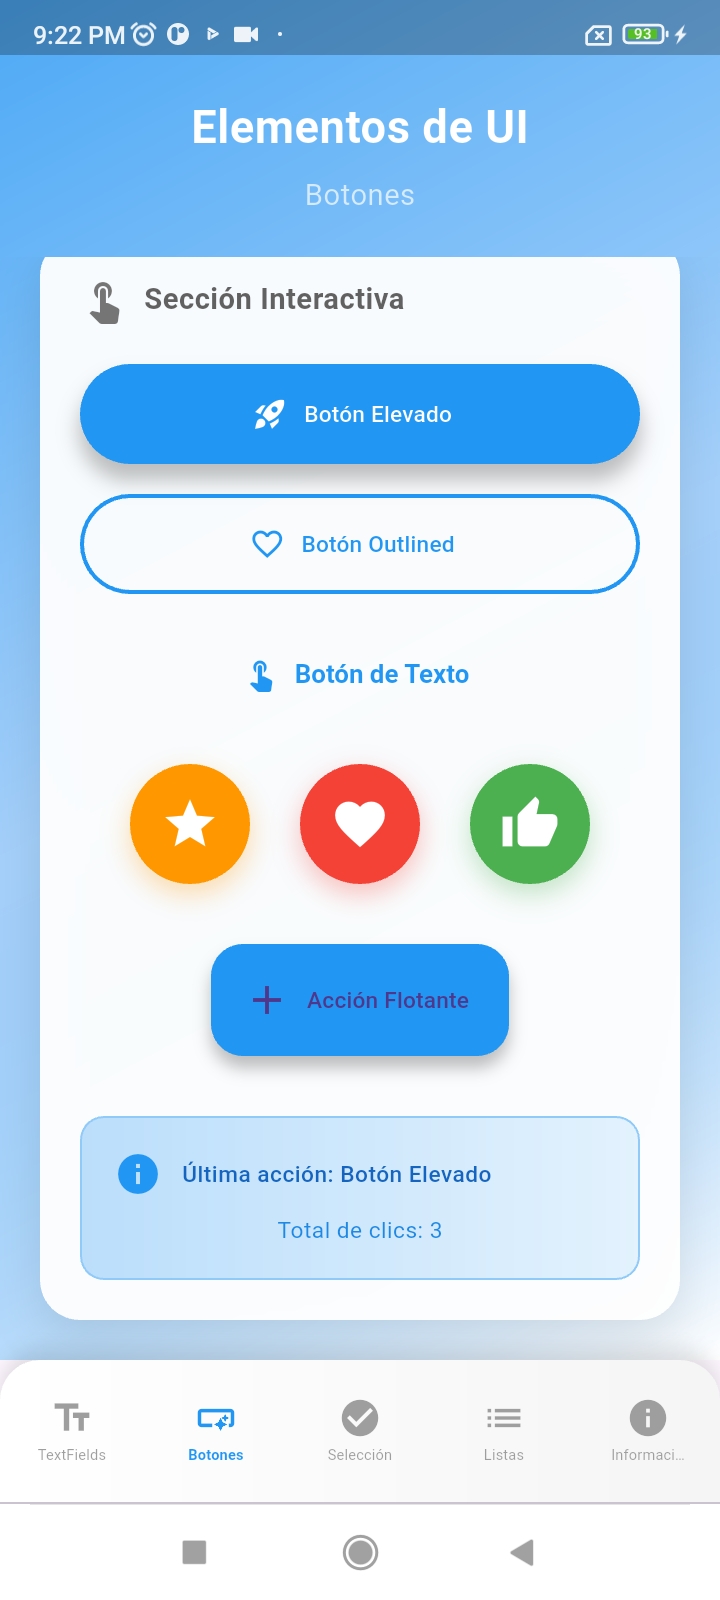 9:22 PM
93
Elementos de UI
Botones
Sección Interactiva
Botón Elevado
Botón Outlined
Botón de Texto
Acción Flotante
Última acción: Botón Elevado
Total de clics: 3
TextFields
Botones
Selección
Listas
Informaci...